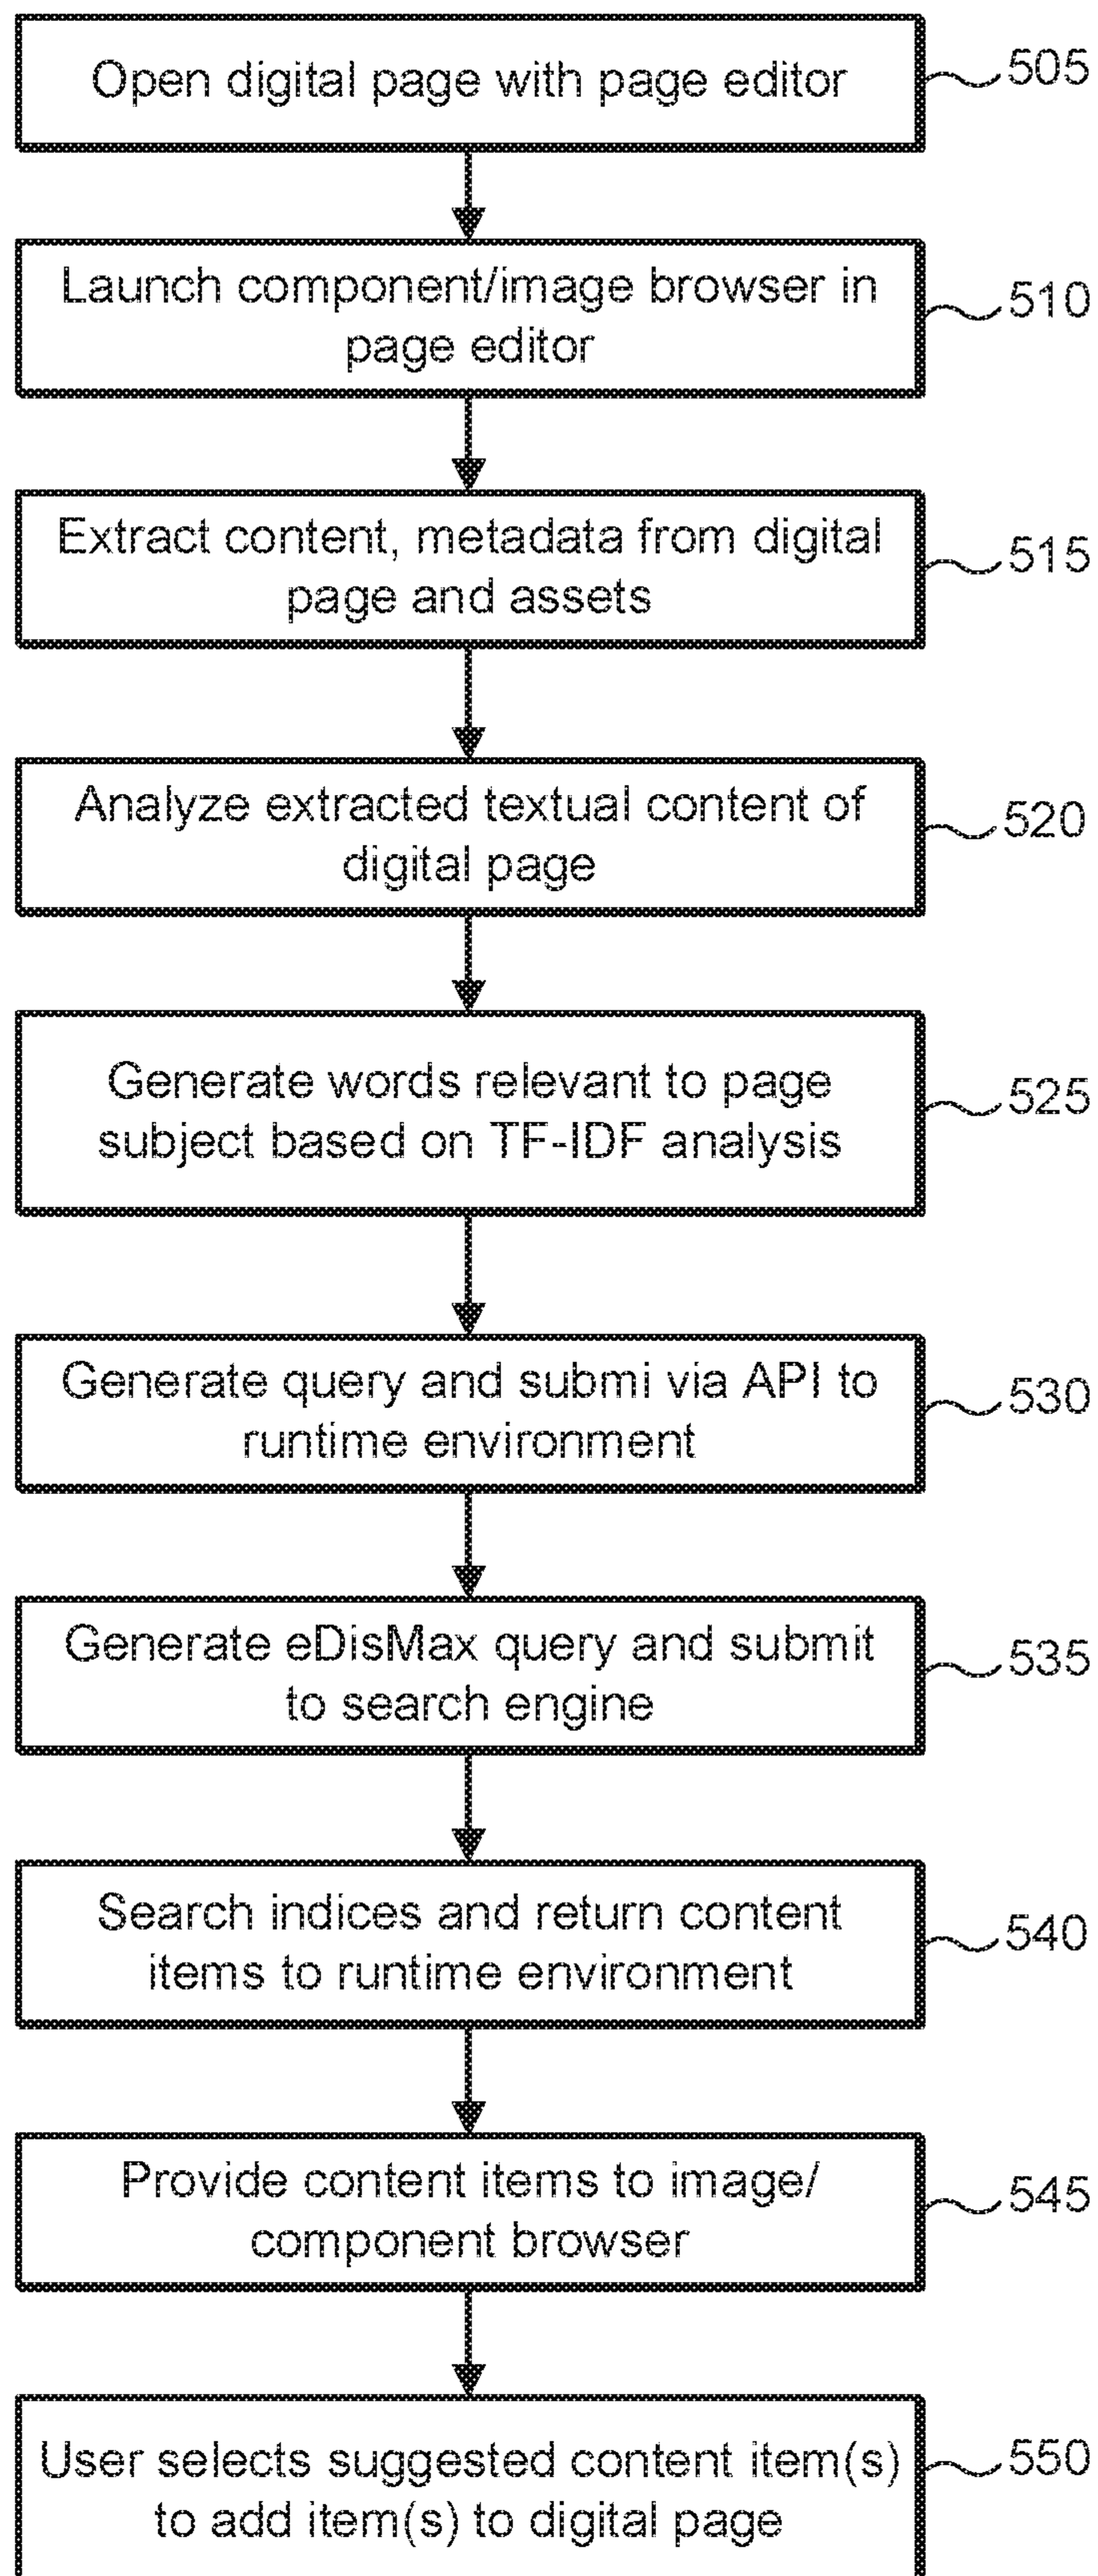 Open digital page with page editor
505
Launch component/image browser in
page editor
510
Extract content, metadata from digital
page and assets
515
Analyze extracted textual content of
digital page
520
Generate words relevant to page
subject based on TF-IDF analysis
525
Generate query and submi via API to
runtime environment
530
Generate eDisMax query and submit
to search engine
535
Search indices and return content
items to runtime environment
540
Provide content items to image/
component browser
545
User selects suggested content item(s)
to add item(s) to digital page
550